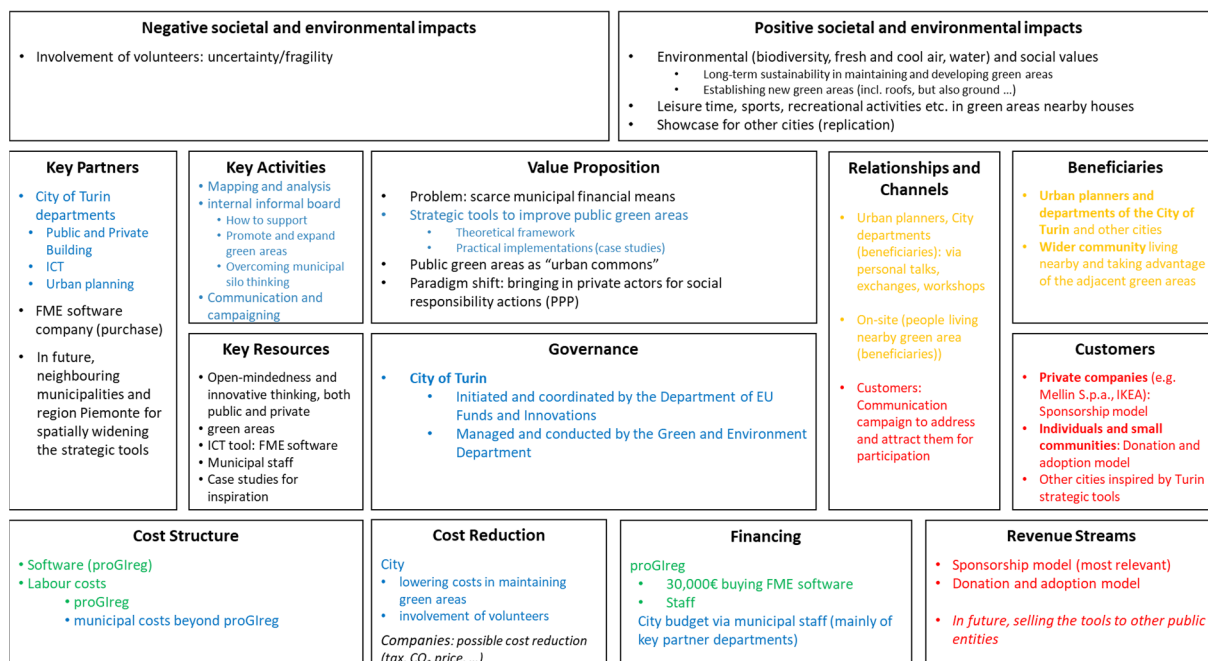 Negative societal and environmental impacts
• Involvement of volunteers: uncertainty/fragility
Positive societal and environmental impacts
• Environmental (biodiversity, fresh and cool air, water) and social values
• Long-term sustainability in maintaining and developing green areas
• Establishing new green areas (incl. roofs, but also ground …)
• Leisure time, sports, recreational activities etc. in green areas nearby houses
• Showcase for other cities (replication)
Key Partners
• City of Turin
departments
• Public and Private
Building
• ICT
• Urban planning
• FME software
company (purchase)
• In future,
neighbouring
municipalities and
region Piemonte for
spatially widening
the strategic tools
Key Activities
• Mapping and analysis
• internal informal board
• How to support
• Promote and expand
green areas
• Overcoming municipal
silo thinking
• Communication and
campaigning
Key Resources
• Open-mindedness and
innovative thinking, both
public and private
• green areas
• ICT tool: FME software
• Municipal staff
• Case studies for
inspiration
Value Proposition
• Problem: scarce municipal financial means
• Strategic tools to improve public green areas
• Theoretical framework
• Practical implementations (case studies)
• Public green areas as “urban commons”
• Paradigm shift: bringing in private actors for social
responsibility actions (PPP)
Governance
• City of Turin
• Initiated and coordinated by the Department of EU
Funds and Innovations
• Managed and conducted by the Green and Environment
Department
Relationships and
Channels
• Urban planners, City
departments
(beneficiaries): via
personal talks,
exchanges, workshops
• On-site (people living
nearby green area
(beneficiaries))
• Customers:
Communication
campaign to address
and attract them for
participation
Beneficiaries
• Urban planners and
departments of the City of
Turin and other cities
• Wider community living
nearby and taking advantage
of the adjacent green areas
Customers
• Private companies (e.g.
Mellin S.p.a., IKEA):
Sponsorship model
• Individuals and small
communities: Donation and
adoption model
• Other cities inspired by Turin
strategic tools
Cost Structure
• Software (proGIreg)
• Labour costs
• proGIreg
• municipal costs beyond proGIreg
Cost Reduction
City
• lowering costs in maintaining
green areas
• involvement of volunteers
Companies: possible cost reduction
(tax, CO₂ price, …)
Financing
proGIreg
• 30,000€ buying FME software
• Staff
City budget via municipal staff (mainly of
key partner departments)
Revenue Streams
• Sponsorship model (most relevant)
• Donation and adoption model
• In future, selling the tools to other public
entities